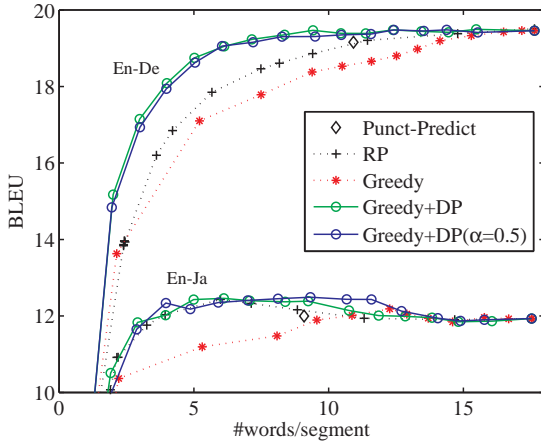 20
18
16
14
12
10
0
5
10
15
BLEU
#words/segment
En-De
En-Ja
Punct-Predict
RP
Greedy
Greedy+DP
Greedy+DP(α=0.5)